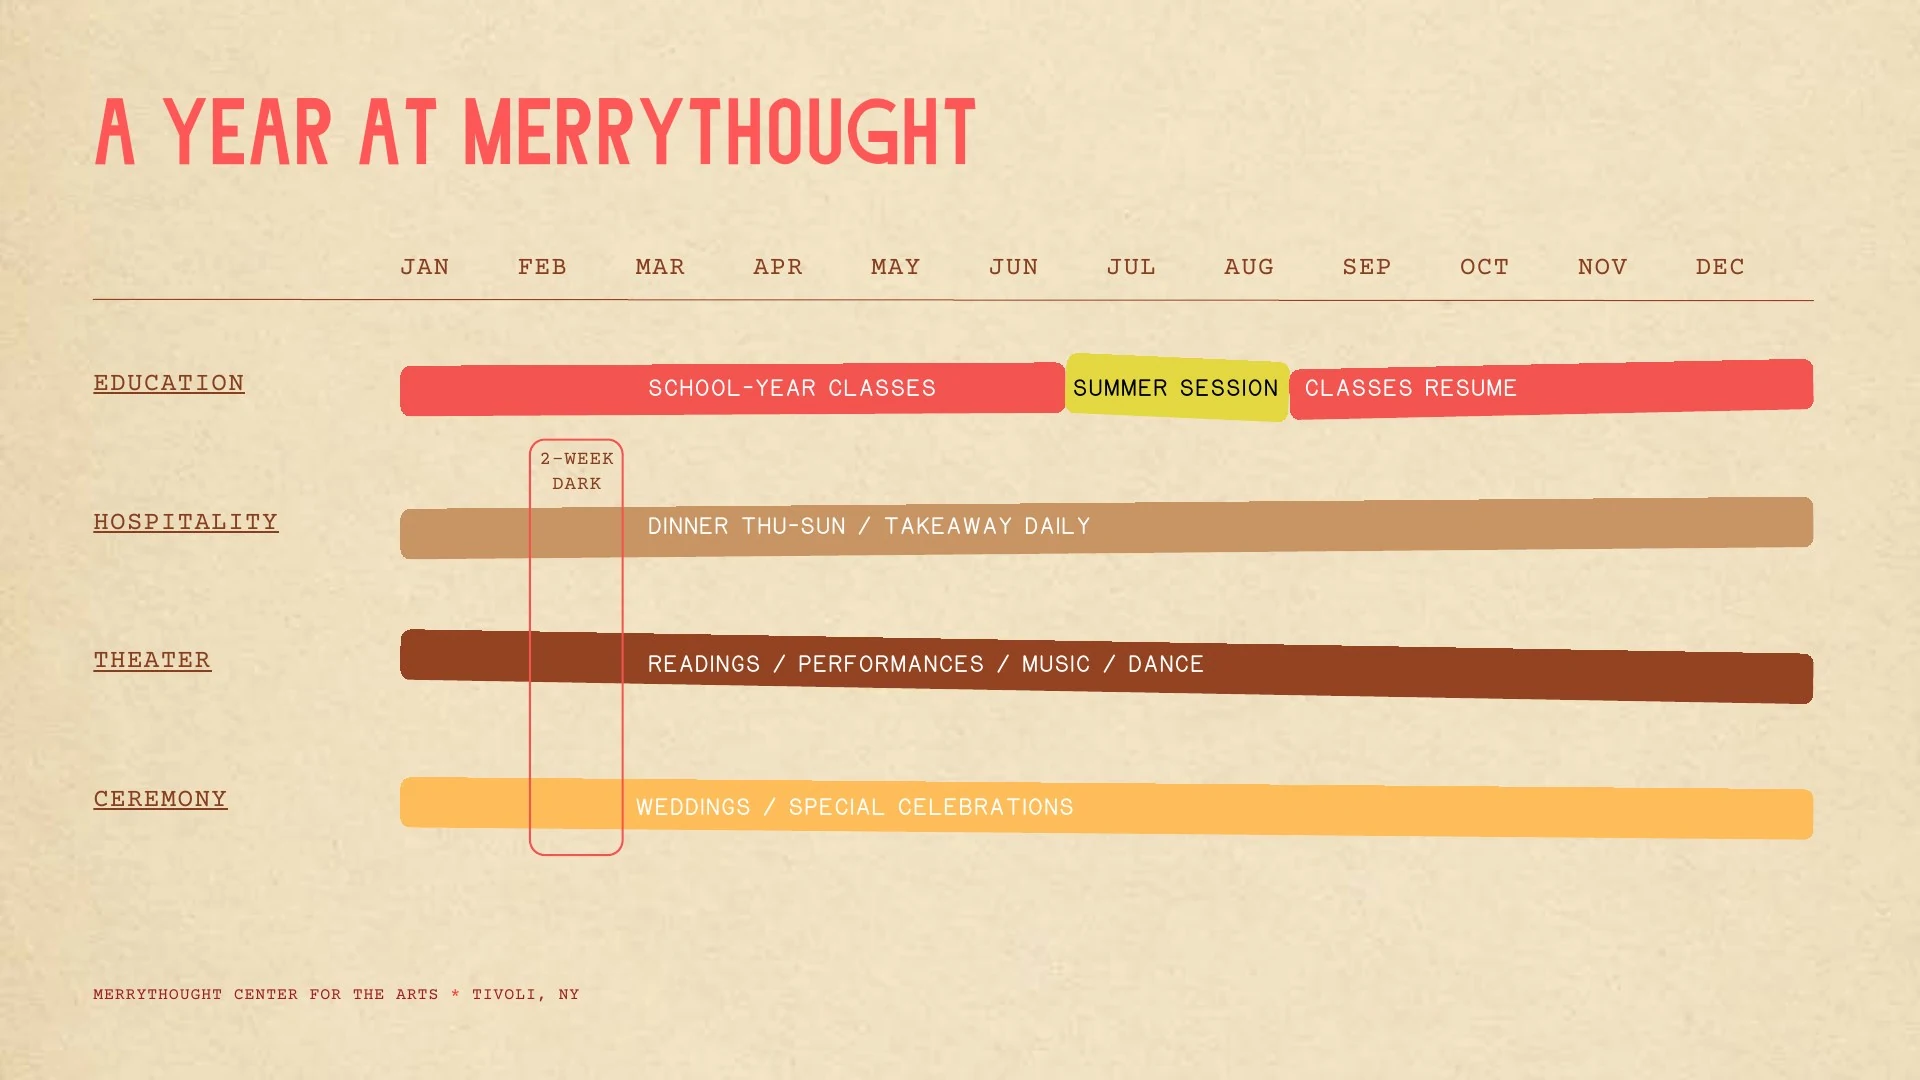 A YEAR AT MERRYTHOUGHT
JAN FEB MAR APR MAY JUN JUL AUG SEP OCT NOV DEC
EDUCATION
SCHOOL-YEAR CLASSES
SUMMER SESSION
CLASSES RESUME
2-WEEK
DARK
HOSPITALITY
DINNER THU-SUN / TAKEAWAY DAILY
THEATER
READINGS / PERFORMANCES / MUSIC / DANCE
CEREMONY
WEDDINGS / SPECIAL CELEBRATIONS
MERRYTHOUGHT CENTER FOR THE ARTS * TIVOLI, NY